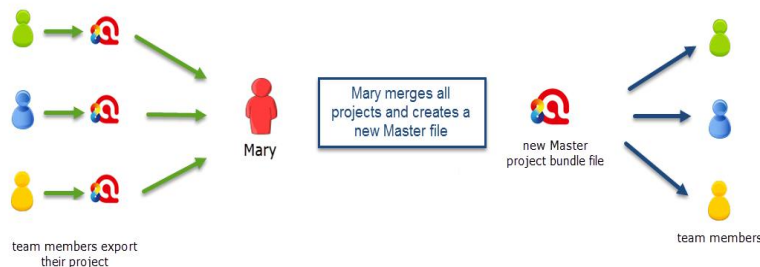 Mary merges all
projects and creates a
new Master file
Mary
new Master
project bundle file
team members export
their project
team members